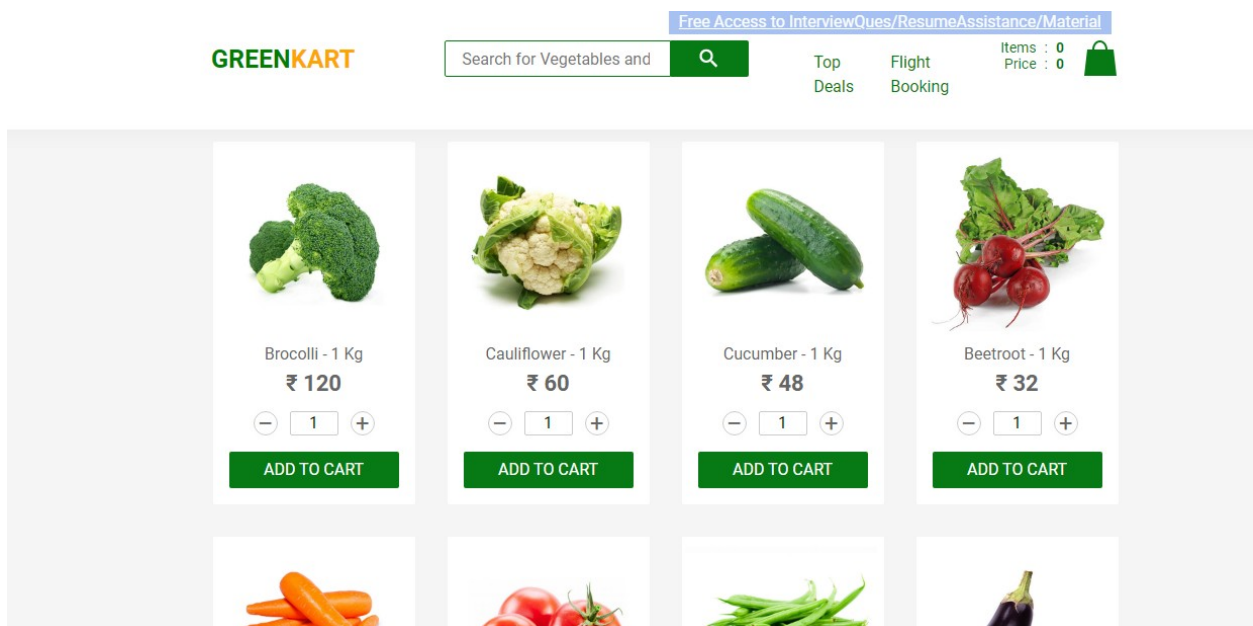 Free Access to InterviewQues/ResumeAssistance/Material
GREENKART
Search for Vegetables and
Top
Deals
Flight
Booking
Items : 0
Price : 0
Brocolli - 1 Kg
₹ 120
− 1 +
ADD TO CART
Cauliflower - 1 Kg
₹ 60
− 1 +
ADD TO CART
Cucumber - 1 Kg
₹ 48
− 1 +
ADD TO CART
Beetroot - 1 Kg
₹ 32
− 1 +
ADD TO CART